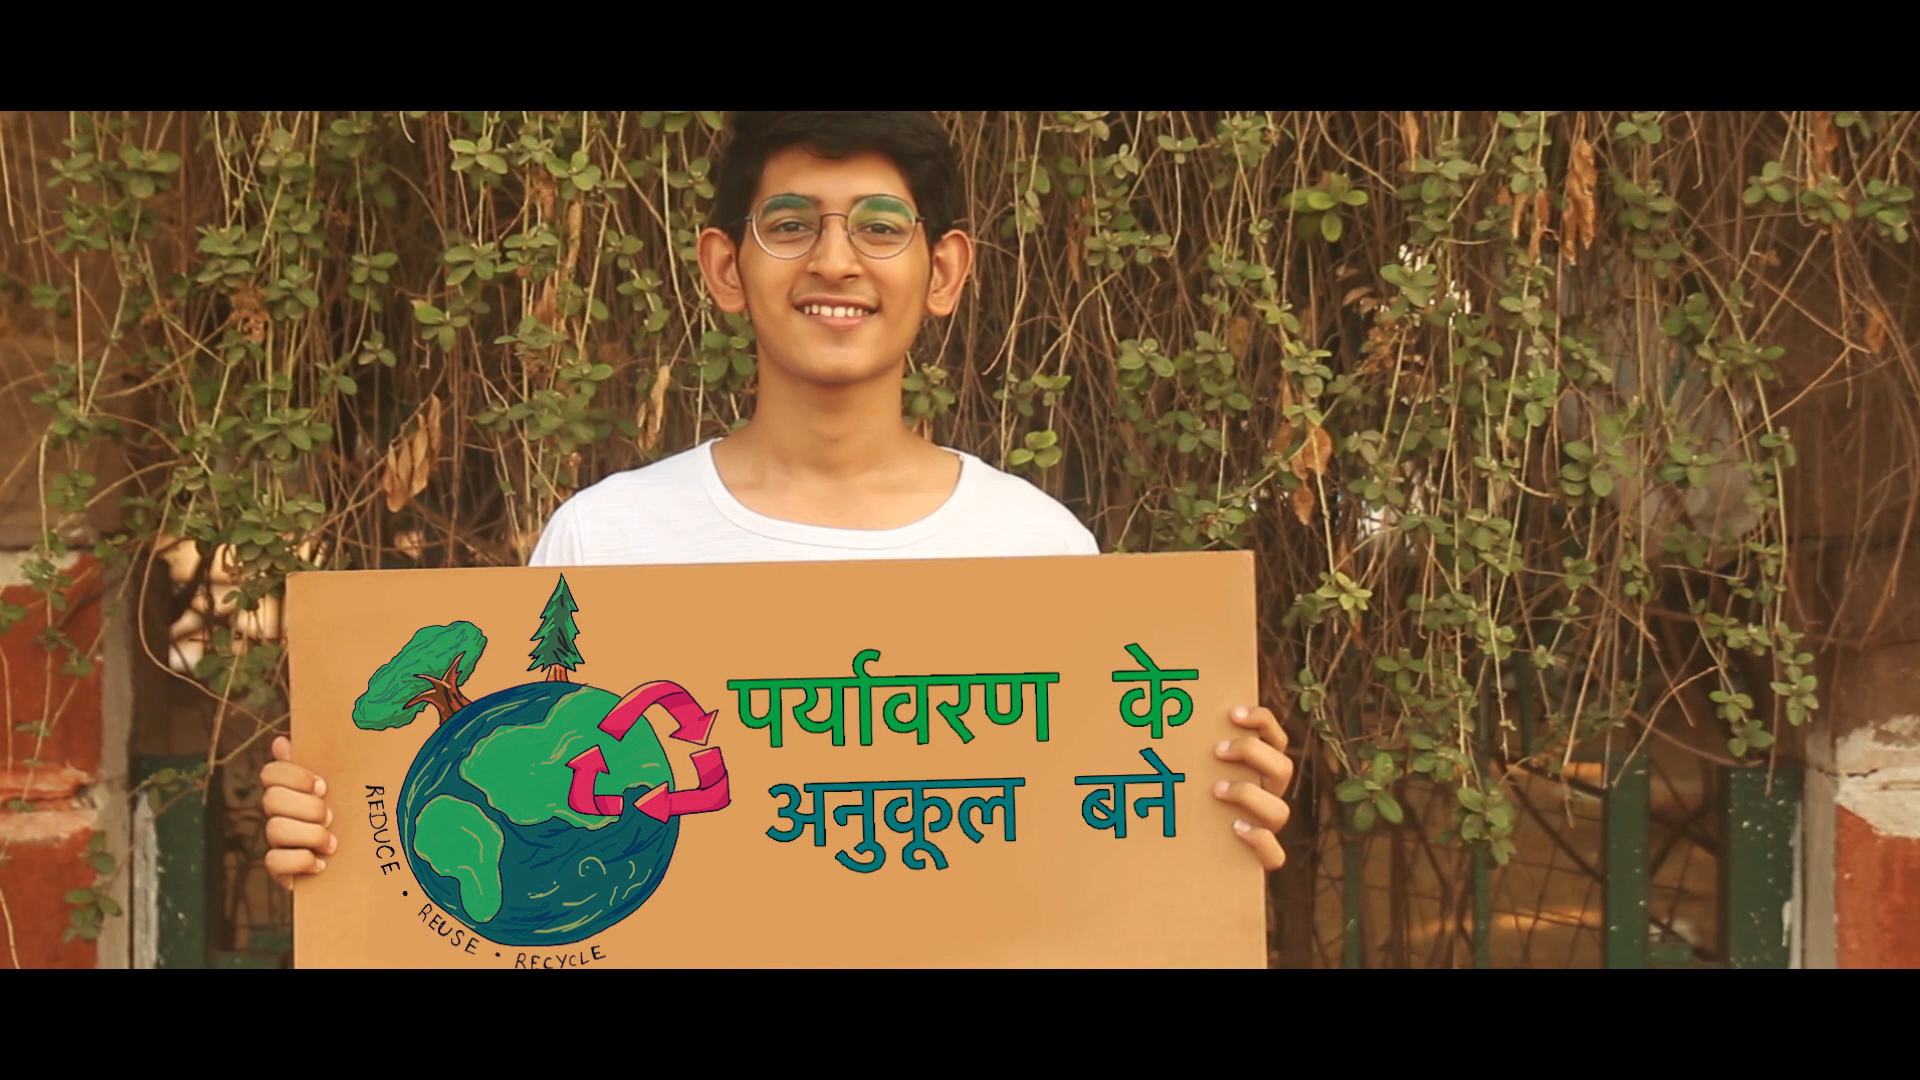 पर्यावरण के
अनुकूल बने
REDUCE • REUSE • RECYCLE